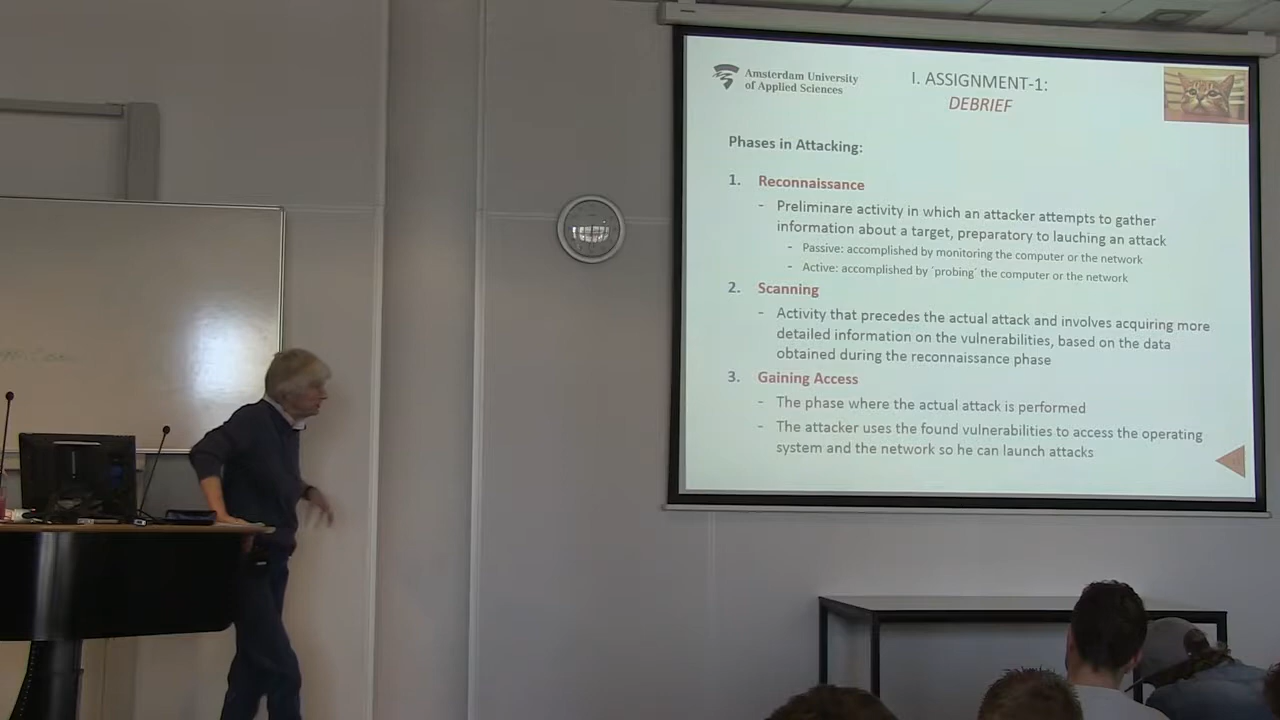 Amsterdam University
of Applied Sciences
I. ASSIGNMENT-1:
DEBRIEF
Phases in Attacking:
1. Reconnaissance
- Preliminare activity in which an attacker attempts to gather
information about a target, preparatory to lauching an attack
- Passive: accomplished by monitoring the computer or the network
- Active: accomplished by ´probing´ the computer or the network
2. Scanning
- Activity that precedes the actual attack and involves acquiring more
detailed information on the vulnerabilities, based on the data
obtained during the reconnaissance phase
3. Gaining Access
- The phase where the actual attack is performed
- The attacker uses the found vulnerabilities to access the operating
system and the network so he can launch attacks